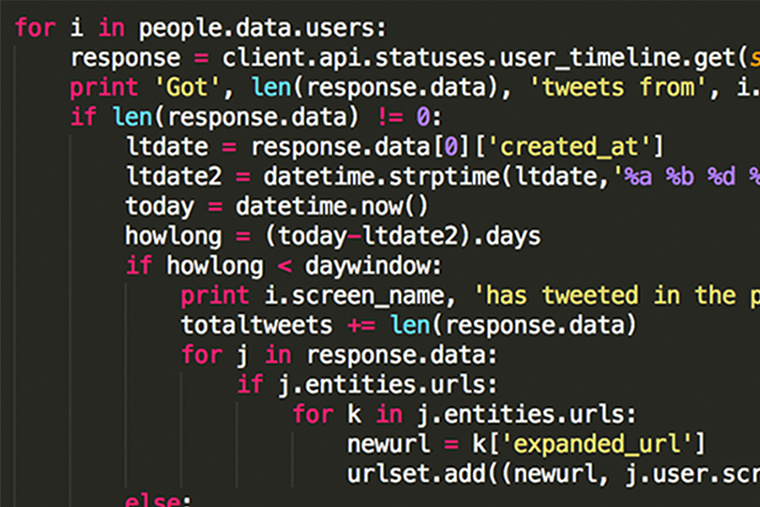 for i in people.data.users:
response = client.api.statuses.user_timeline.get(
print 'Got', len(response.data), 'tweets from', i.
if len(response.data) != 0:
ltdate = response.data[0]['created_at']
ltdate2 = datetime.strptime(ltdate,'%a %b %d %
today = datetime.now()
howlong = (today-ltdate2).days
if howlong < daywindow:
print i.screen_name, 'has tweeted in the p
totaltweets += len(response.data)
for j in response.data:
if j.entities.urls:
for k in j.entities.urls:
newurl = k['expanded_url']
urlset.add((newurl, j.user.scr
else: